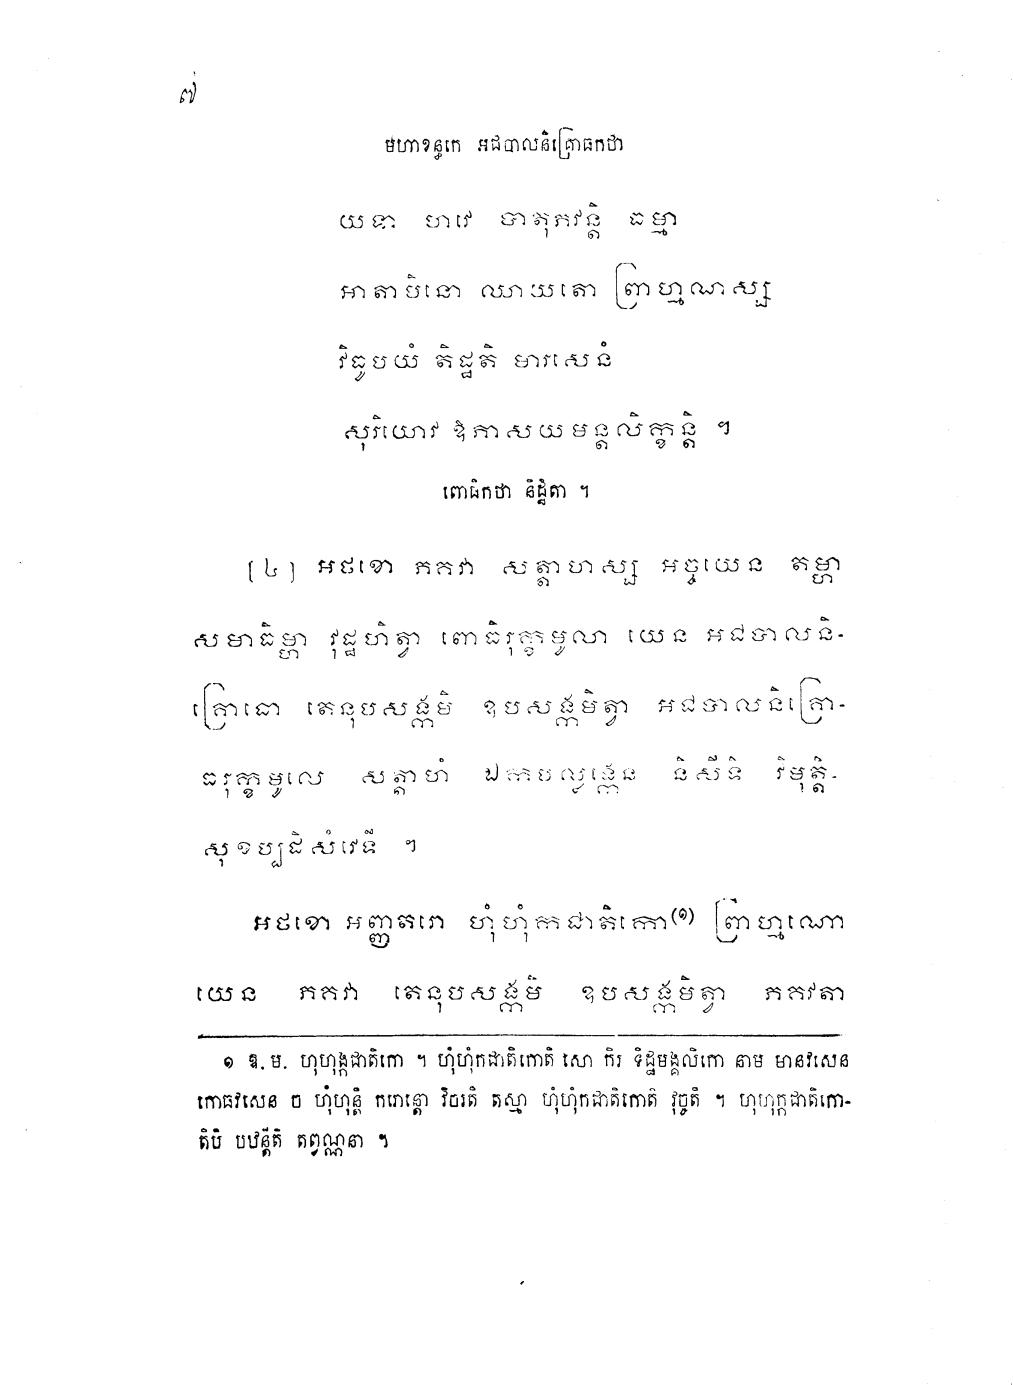 ៧
មហាខន្ធកេ អជបាលនិគ្រោធកថា
យទា ហវេ បាតុភវន្តិ ធម្មា
អាតាបិនោ ឈាយតោ ព្រាហ្មណស្ស
វិធូបយំ តិដ្ឋតិ មារសេនំ
សុរិយោវ ឱភាសយមន្តលិក្ខន្តិ ។
ពោធិកថា និដ្ឋិតា ។
[៤] អថខោ ភគវា សត្តាហស្ស អច្ចយេន តម្ហា
សមាធិម្ហា វុដ្ឋហិត្វា ពោធិរុក្ខមូលា យេន អជបាលនិ-
គ្រោធោ តេនុបសង្កមិ ឧបសង្កមិត្វា អជបាលនិគ្រោ-
ធរុក្ខមូលេ សត្តាហំ ឯកបល្លង្កេន និសីទិ វិមុត្តិ-
សុខប្បដិសំវេទី ។
អថខោ អញ្ញតរោ ហុំហុំកជាតិកោ(១) ព្រាហ្មណោ
យេន ភគវា តេនុបសង្កមិ ឧបសង្កមិត្វា ភគវតា
១ ឱ. ម. ហុហុង្កជាតិកោ ។ ហុំហុំកជាតិកោតិ សោ កិរ ទិដ្ឋមង្គលិកោ នាម មានវសេន
កោធវសេន ច ហុំហុន្តិ ករោន្តោ វិចរតិ តស្មា ហុំហុំកជាតិកោតិ វុច្ចតិ ។ ហុហុក្កជាតិកោ-
តិបិ បឋន្តីតិ តព្វណ្ណនា ។